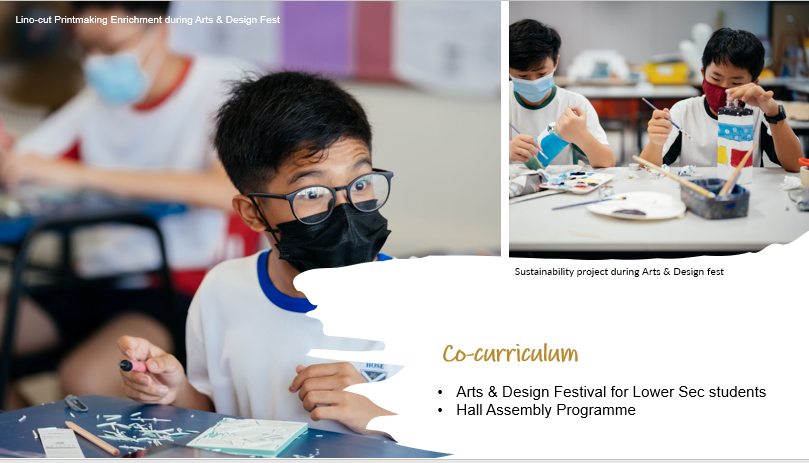 Lino-cut Printmaking Enrichment during Arts & Design Fest
Sustainability project during Arts & Design fest
Co-curriculum
• Arts & Design Festival for Lower Sec students
• Hall Assembly Programme